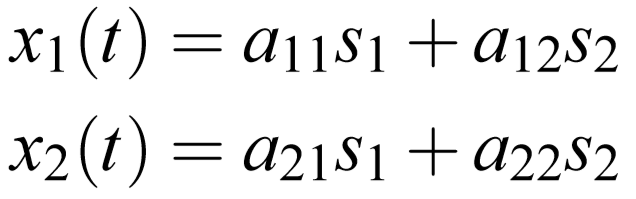 x₁(t) = a₁₁s₁ + a₁₂s₂
x₂(t) = a₂₁s₁ + a₂₂s₂